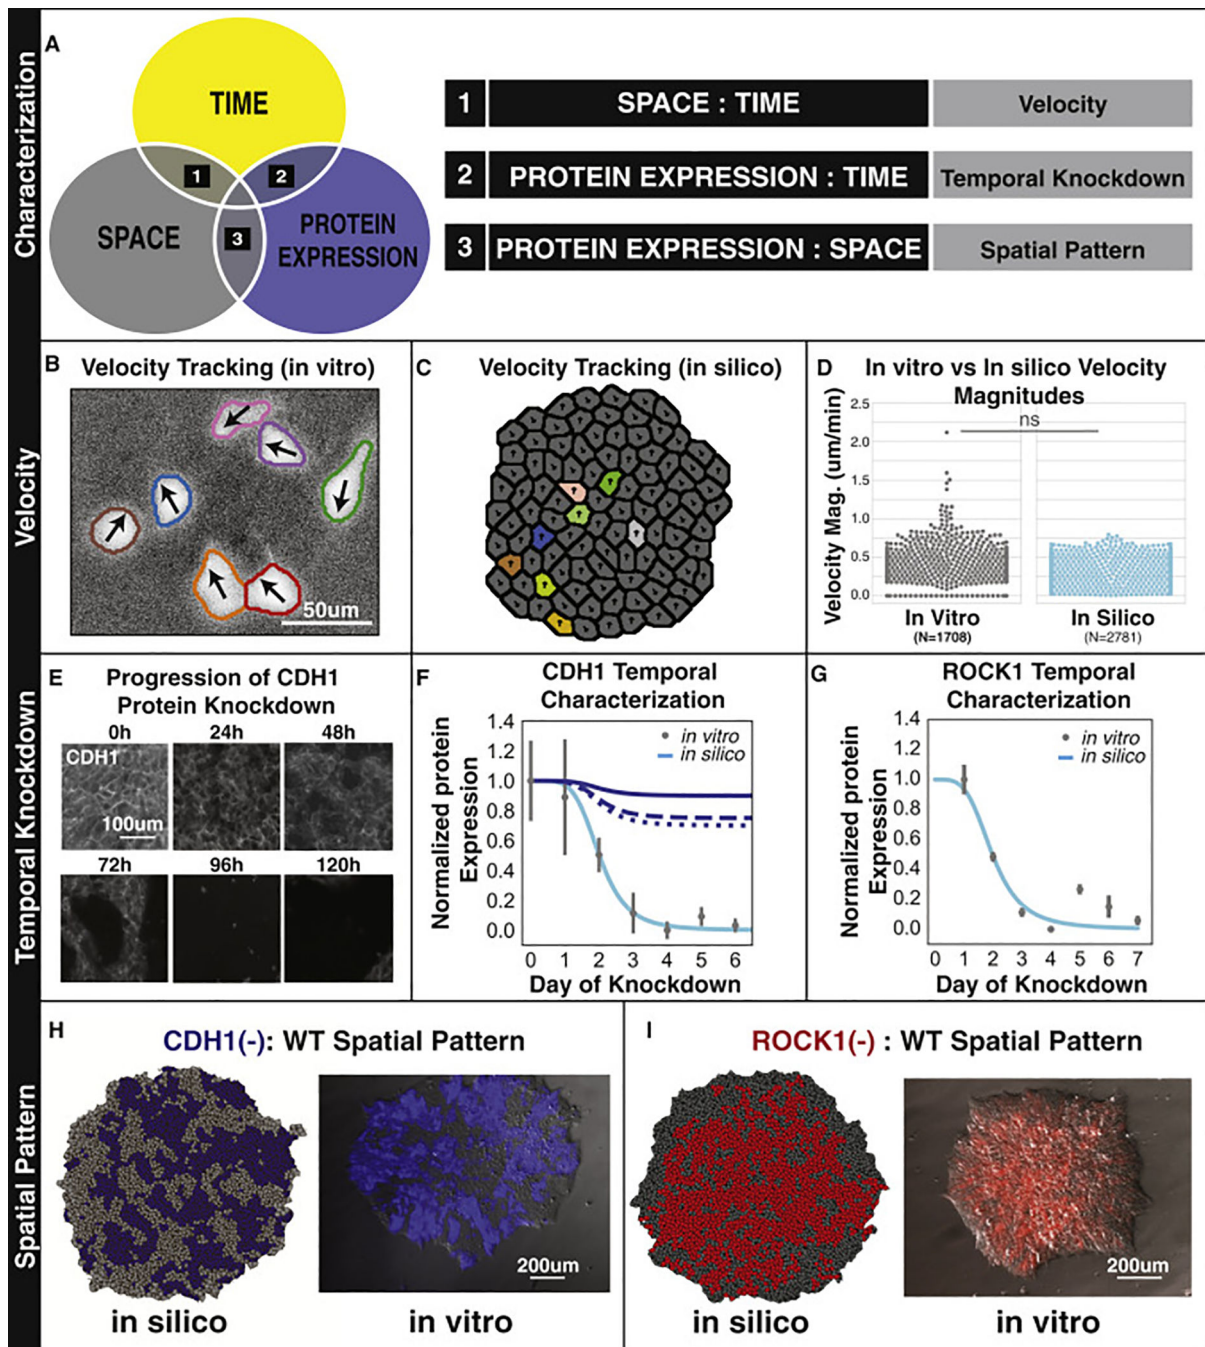 Characterization
A
TIME
1
2
SPACE
3
PROTEIN
EXPRESSION
1 SPACE : TIME Velocity
2 PROTEIN EXPRESSION : TIME Temporal Knockdown
3 PROTEIN EXPRESSION : SPACE Spatial Pattern
Velocity
B Velocity Tracking (in vitro)
50um
C Velocity Tracking (in silico)
D In vitro vs In silico Velocity
Magnitudes
ns
Velocity Mag. (um/min)
2.5
2.0
1.5
1.0
0.5
0.0
In Vitro
(N=1708)
In Silico
(N=2781)
Temporal Knockdown
E Progression of CDH1
Protein Knockdown
0h 24h 48h
CDH1
100um
72h 96h 120h
F CDH1 Temporal
Characterization
Normalized protein
Expression
1.4
1.2
1.0
0.8
0.6
0.4
0.2
0.0
in vitro
in silico
0 1 2 3 4 5 6
Day of Knockdown
G ROCK1 Temporal
Characterization
Normalized protein
Expression
1.4
1.2
1.0
0.8
0.6
0.4
0.2
0.0
in vitro
in silico
0 1 2 3 4 5 6 7
Day of Knockdown
Spatial Pattern
H CDH1(-): WT Spatial Pattern
200um
in silico in vitro
I ROCK1(-) : WT Spatial Pattern
200um
in silico in vitro